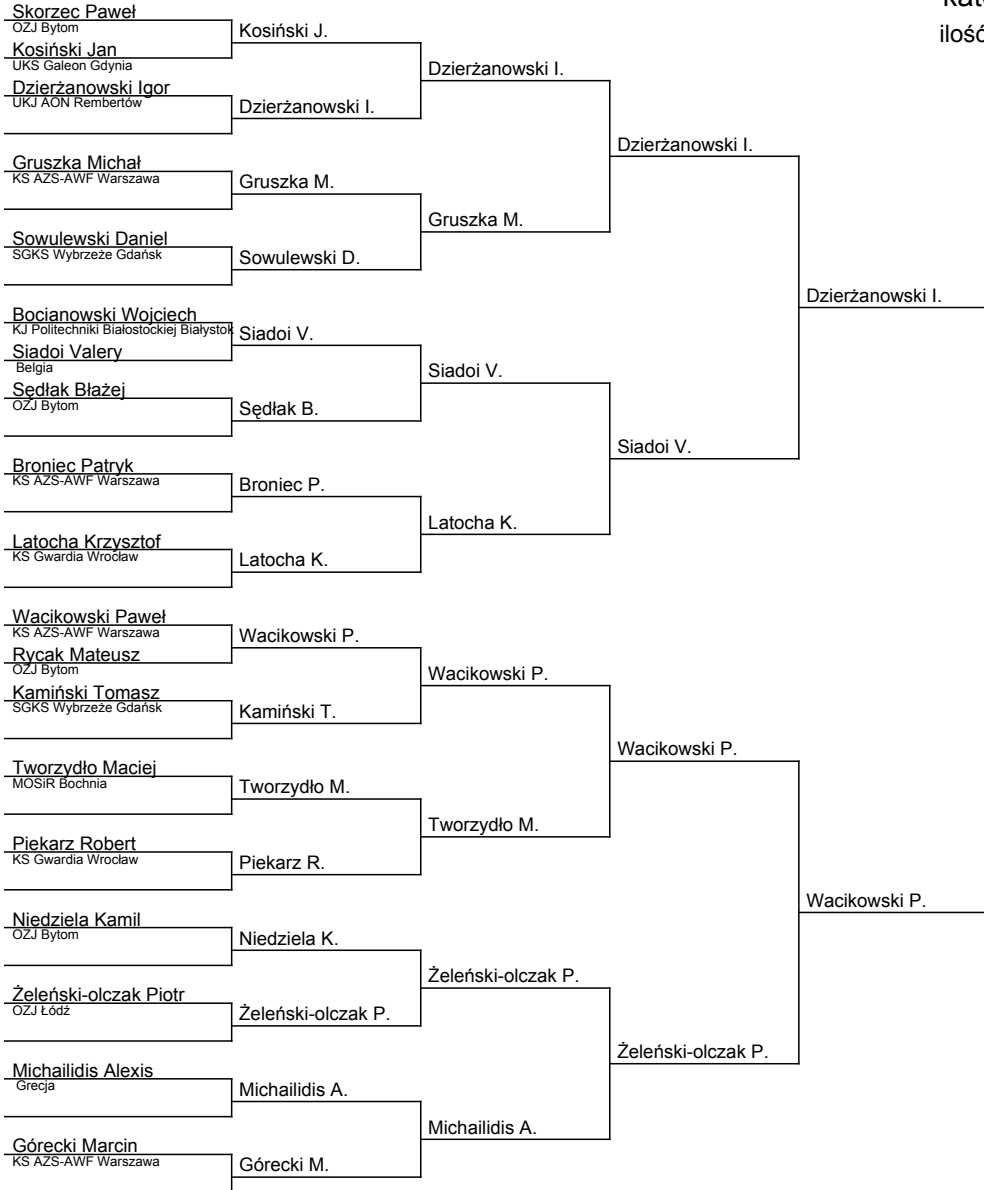 kate
ilość
Skorzec Paweł
OZJ Bytom
Kosiński J.
Kosiński Jan
UKS Galeon Gdynia
Dzierżanowski I.
Dzierżanowski Igor
UKJ AON Rembertów
Dzierżanowski I.
Dzierżanowski I.
Gruszka Michał
KS AZS-AWF Warszawa
Gruszka M.
Gruszka M.
Sowulewski Daniel
SGKS Wybrzeże Gdańsk
Sowulewski D.
Dzierżanowski I.
Bocianowski Wojciech
KJ Politechniki Białostockiej Białystok
Siadoi V.
Siadoi Valery
Belgia
Siadoi V.
Sędłak Błażej
OZJ Bytom
Sędłak B.
Siadoi V.
Broniec Patryk
KS AZS-AWF Warszawa
Broniec P.
Latocha K.
Latocha Krzysztof
KS Gwardia Wrocław
Latocha K.
Wacikowski Paweł
KS AZS-AWF Warszawa
Wacikowski P.
Rycak Mateusz
OZJ Bytom
Wacikowski P.
Kamiński Tomasz
SGKS Wybrzeże Gdańsk
Kamiński T.
Wacikowski P.
Tworzydło Maciej
MOSiR Bochnia
Tworzydło M.
Tworzydło M.
Piekarz Robert
KS Gwardia Wrocław
Piekarz R.
Wacikowski P.
Niedziela Kamil
OZJ Bytom
Niedziela K.
Żeleński-olczak P.
Żeleński-olczak Piotr
OZJ Łódź
Żeleński-olczak P.
Żeleński-olczak P.
Michailidis Alexis
Grecja
Michailidis A.
Michailidis A.
Górecki Marcin
KS AZS-AWF Warszawa
Górecki M.